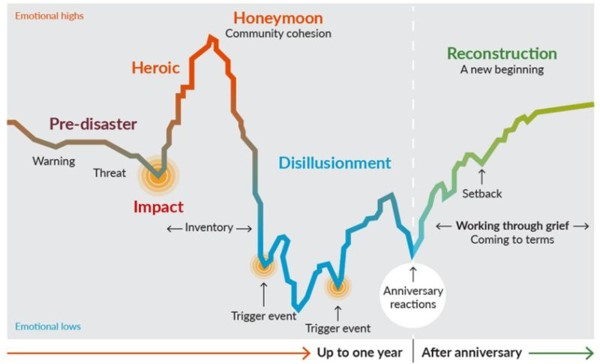 Emotional highs
Honeymoon
Community cohesion
Heroic
Reconstruction
A new beginning
Pre-disaster
Warning
Threat
Disillusionment
Impact
Setback
Inventory
Working through grief
Coming to terms
Trigger event
Trigger event
Anniversary
reactions
Emotional lows
Up to one year
After anniversary